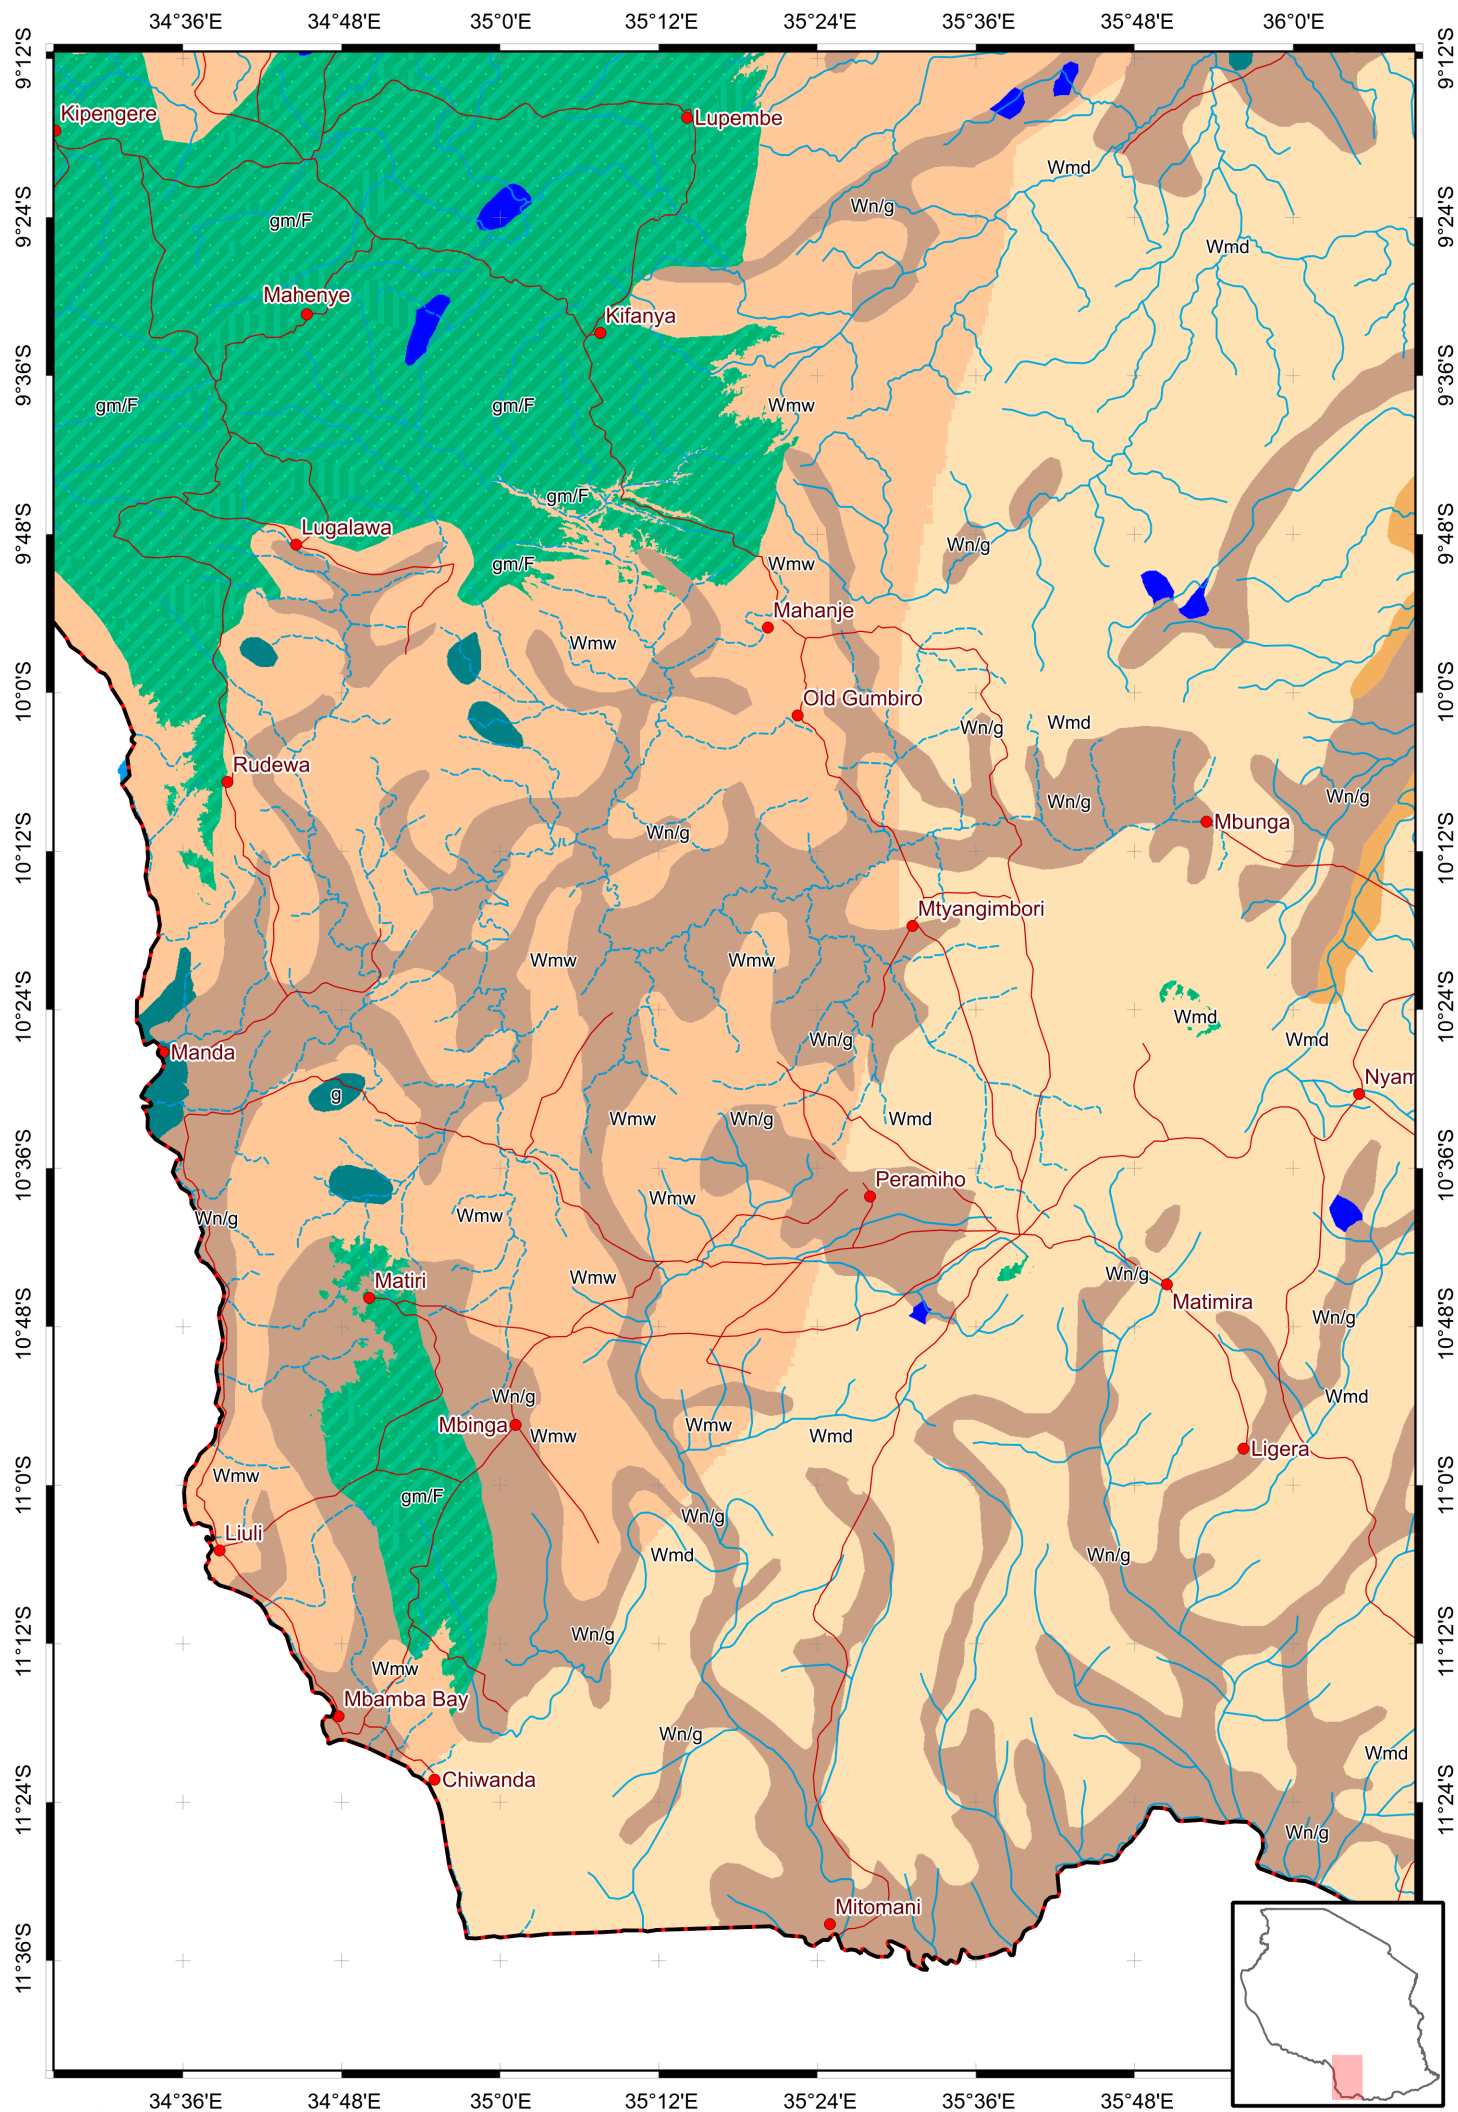 34°36'E 34°48'E 35°0'E 35°12'E 35°24'E 35°36'E 35°48'E 36°0'E
9°12'S 9°12'S
Kipengere
Lupembe
Wmd
Wn/g
9°24'S gm/F 9°24'S
Wmd
Mahenye
Kifanya
9°36'S 9°36'S
gm/F gm/F Wmw
gm/F
Lugalawa
9°48'S 9°48'S
Wn/g
gm/F Wmw
Mahanje
Wmw
10°0'S 10°0'S
Old Gumbiro
Wn/g Wmd
Rudewa
Wn/g Wn/g
Mbunga
Wn/g
10°12'S 10°12'S
Mtyangimbori
Wmw Wmw
10°24'S 10°24'S
Wmd
Wn/g Wmd
Manda
Nyam
g
Wmw Wn/g Wmd
10°36'S 10°36'S
Peramiho
Wmw
Wn/g Wmw
Wmw Wn/g
Matiri
Matimira
10°48'S 10°48'S
Wn/g
Wn/g Wmd
Mbinga Wmw Wmw Wmd
Ligera
Wmw
11°0'S 11°0'S
gm/F
Wn/g
Liuli
Wmd Wn/g
11°12'S 11°12'S
Wn/g
Wmw
Mbamba Bay
Wn/g
Wmd
Chiwanda
11°24'S 11°24'S
Wn/g
Mitomani
11°36'S 11°36'S
34°36'E 34°48'E 35°0'E 35°12'E 35°24'E 35°36'E 35°48'E